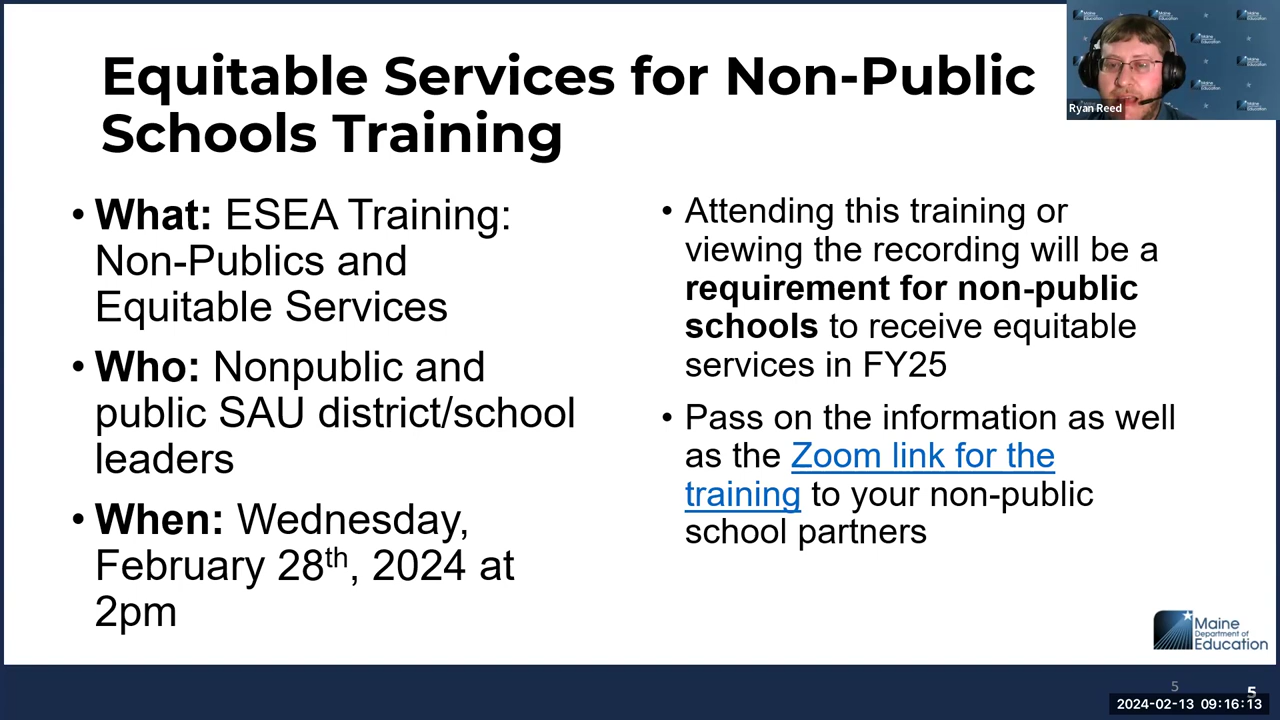 Equitable Services for Non-Public
Schools Training
• What: ESEA Training:
Non-Publics and
Equitable Services
• Who: Nonpublic and
public SAU district/school
leaders
• When: Wednesday,
February 28th, 2024 at
2pm
• Attending this training or
viewing the recording will be a
requirement for non-public
schools to receive equitable
services in FY25
• Pass on the information as well
as the Zoom link for the
training to your non-public
school partners
Ryan Reed
Maine
Department of
Education
5
5
2024-02-13 09:16:13